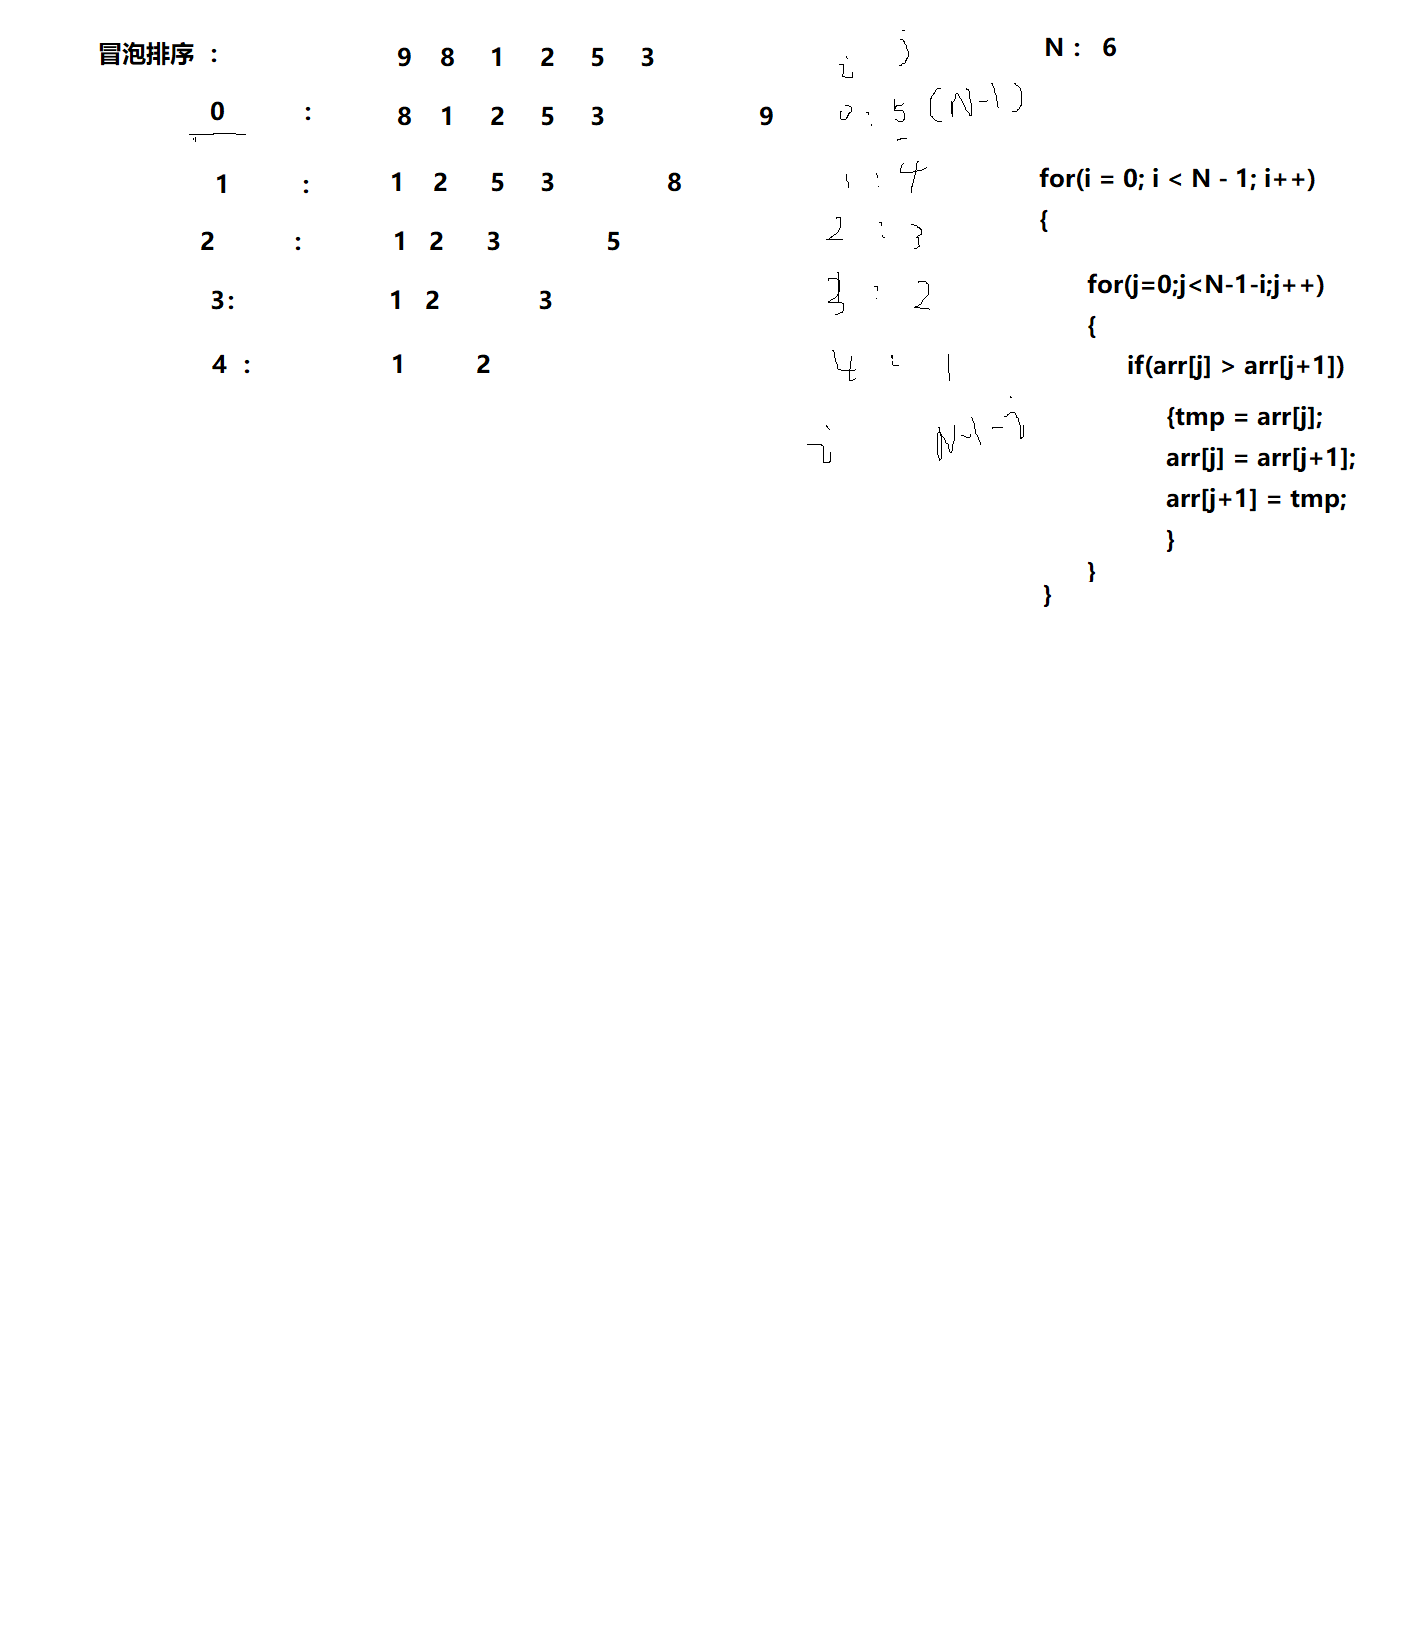 冒泡排序 ： 9 8 1 2 5 3
0 ： 8 1 2 5 3 9
1 ： 1 2 5 3 8
2 ： 1 2 3 5
3： 1 2 3
4 ： 1 2
i j
0 : 5 (N-1)
1 : 4
2 : 3
3 : 2
4 : 1
i N-1-i
N： 6
for(i = 0; i < N - 1; i++)
{
for(j=0;j<N-1-i;j++)
{
if(arr[j] > arr[j+1])
{tmp = arr[j];
arr[j] = arr[j+1];
arr[j+1] = tmp;
}
}
}